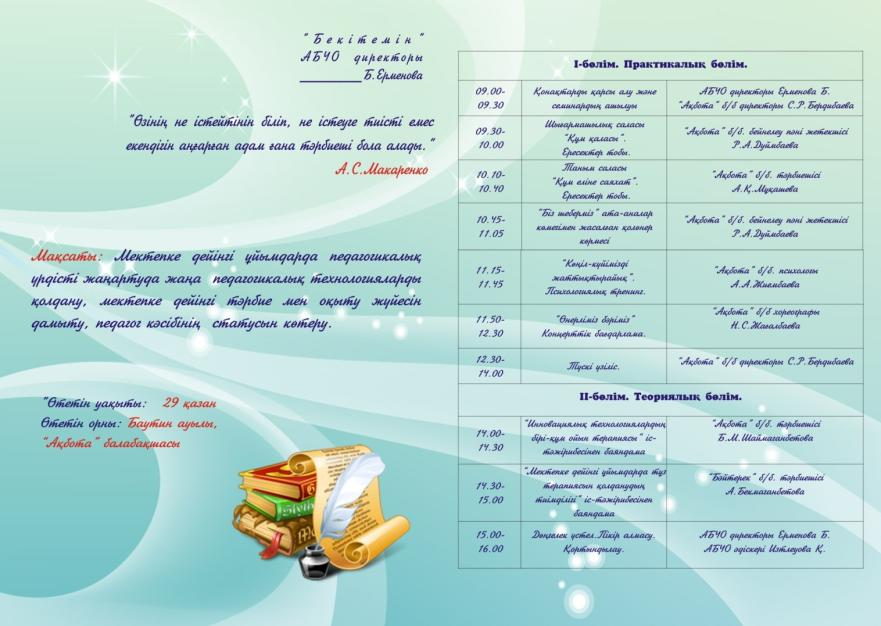 "Бекітемін"
АБЧО директоры
Б.Ерменова
"Өзінің не істейтінін біліп, не істеуге тиісті емес
екендігін аңғарған адам ғана тәрбиеші бола алады."
А.С.Макаренко
Мақсаты: Мектепке дейінгі ұйымдарда педагогикалық
үрдісті жаңартуда жаңа педагогикалық технологияларды
қолдану, мектепке дейінгі тәрбие мен оқыту жүйесін
дамыту, педагог кәсібінің статусын көтеру.
"Өтетін уақыты: 29 қазан
Өтетін орны: Баутин ауылы,
"Ақбота" балабақшасы
І-бөлім. Практикалық бөлім.
09.00-
09.30
Қонақтарды қарсы алу және
семинардың ашылуы
АБЧО директоры Ерменова Б.
"Ақбота" б/б директоры С.Р.Бердибаева
09.30-
10.00
Шығармашылық саласы
"Құм қаласы".
Ересектер тобы.
"Ақбота" б/б. бейнелеу пәні жетекшісі
Р.А.Дуймбаева
10.10-
10.40
Таным саласы
"Құм еліне саяхат".
Ересектер тобы.
"Ақбота" б/б. тәрбиешісі
А.Қ.Мұқашева
10.45-
11.05
"Біз шеберміз" ата-аналар
көмегімен жасалған қолөнер
көрмесі
"Ақбота" б/б. бейнелеу пәні жетекшісі
Р.А.Дуймбаева
11.15-
11.45
"Көңіл-күйімізді
жаттықтырайық".
Психологиялық тренинг.
"Ақбота" б/б. психологы
А.А.Жиембаева
11.50-
12.30
"Өнерліміз бәріміз"
Концерттік бағдарлама.
"Ақбота" б/б хореографы
Н.С.Жағалбаева
12.30-
14.00
Түскі үзіліс.
"Ақбота" б/б директоры С.Р.Бердибаева
ІІ-бөлім. Теориялық бөлім.
14.00-
14.30
"Инновациялық технологиялардың
бірі-құм ойын терапиясы" іс-
тәжірибесінен баяндама
"Ақбота" б/б. тәрбиешісі
Б.М.Шаймаганбетова
14.30-
15.00
"Мектепке дейінгі ұйымдарда тұз
терапиясын қолданудың
тиімділігі" іс-тәжірибесінен
баяндама
"Бәйтерек" б/б. тәрбиешісі
А.Бекмаганбетова
15.00-
16.00
Дөңгелек үстел.Пікір алмасу.
Қортындылау.
АБЧО директоры Ерменова Б.
АБЧО әдіскері Изтлеуова Қ.